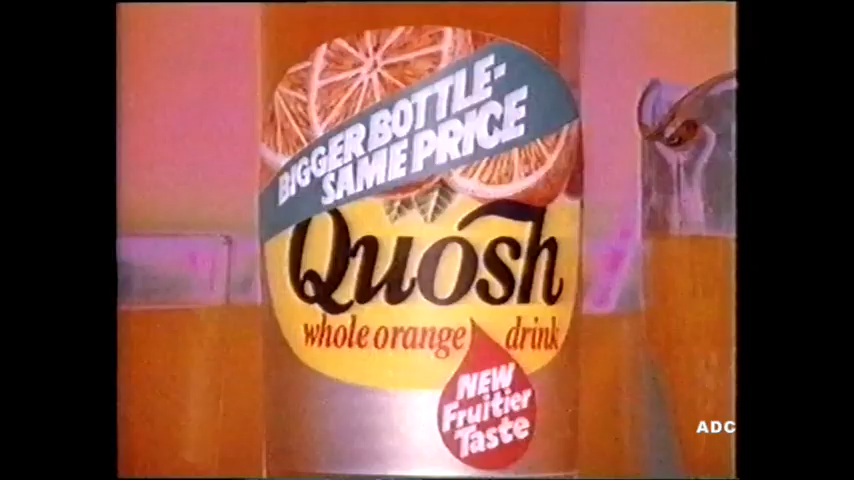 BIGGER BOTTLE-
SAME PRICE
Quosh
whole orange drink
NEW
Fruitier
Taste
ADC